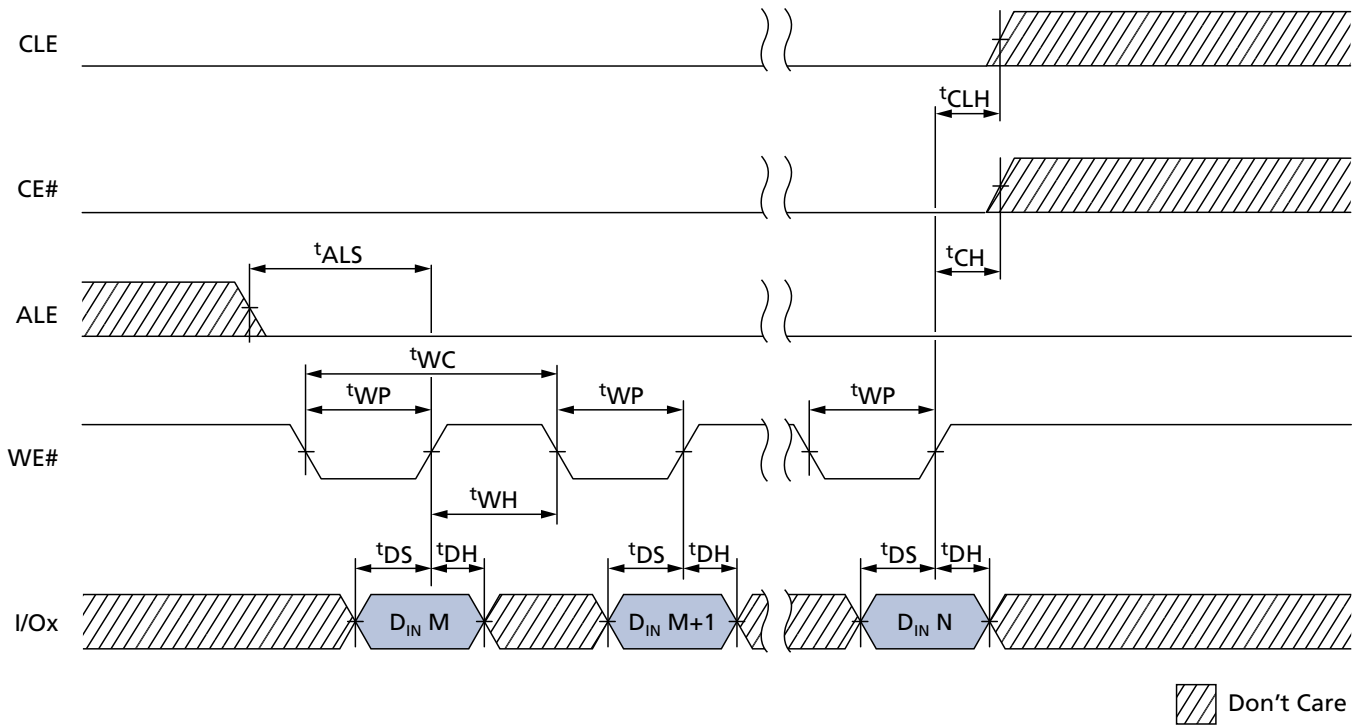 CLE
tCLH
CE#
tCH
tALS
ALE
tWC
tWP tWP tWP
WE#
tWH
tDS tDH tDS tDH tDS tDH
I/Ox DIN M DIN M+1 DIN N
Don't Care